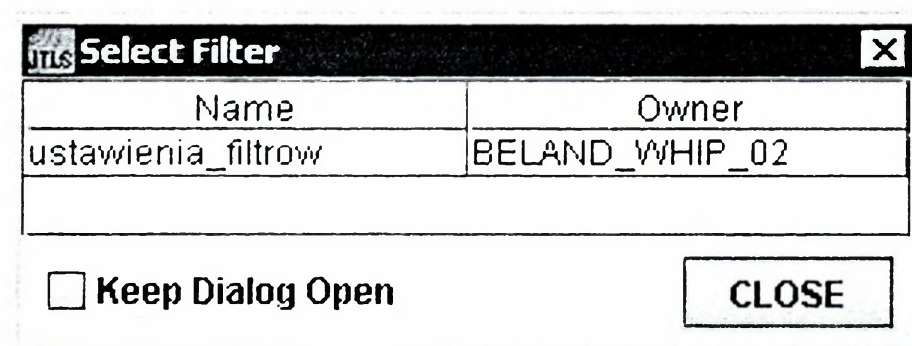 JTLS Select Filter X
Name Owner
ustawienia_filtrow BELAND_WHIP_02
Keep Dialog Open CLOSE